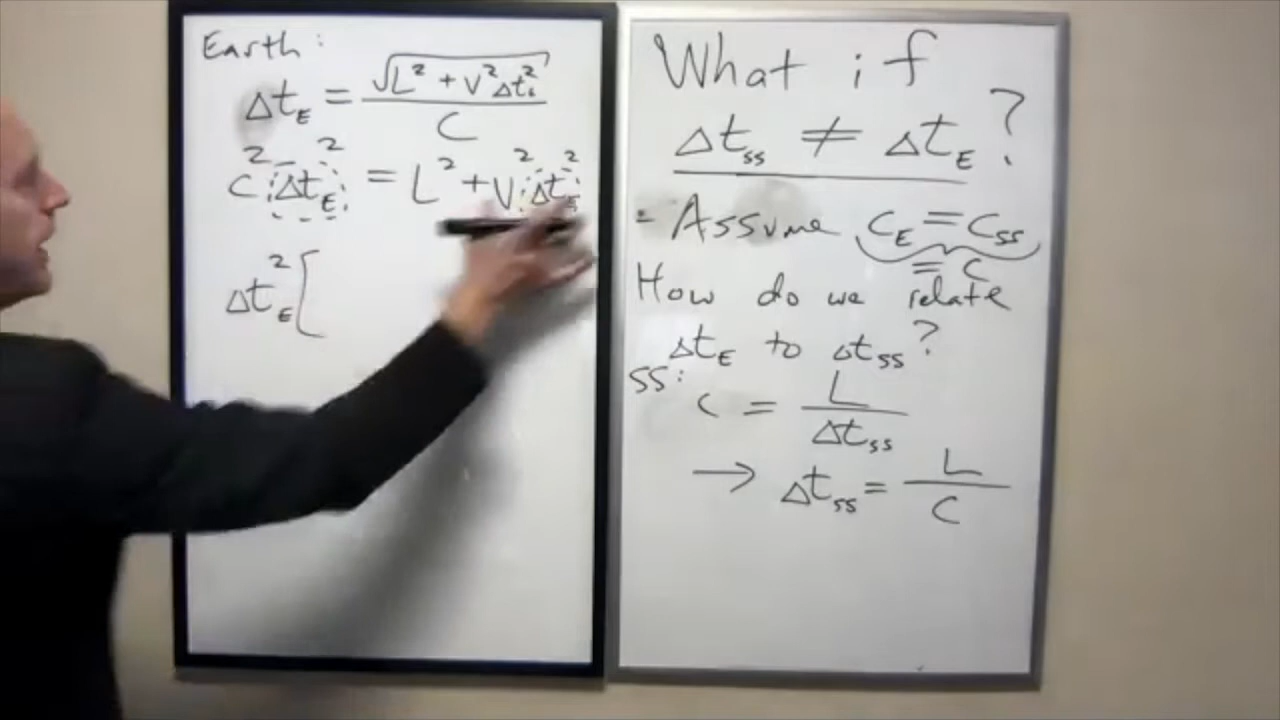 Earth:
Δt_E = √(L² + V²Δt_E²) / C
C²Δt_E² = L² + V²Δt_E²
Δt_E² [
What if
Δt_ss ≠ Δt_E ?
- Assume C_E = C_ss
= C
How do we relate
Δt_E to Δt_ss ?
SS:
C = L / Δt_ss
→ Δt_ss = L / C